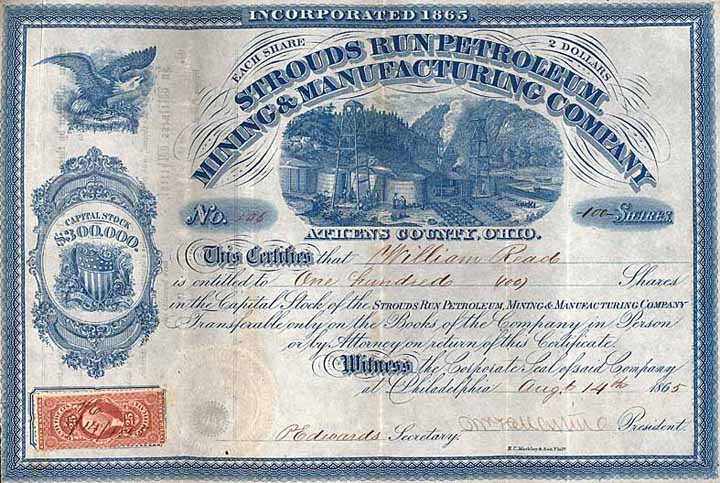 INCORPORATED 1865.
EACH SHARE 2 DOLLARS
STROUDS RUN PETROLEUM,
MINING & MANUFACTURING COMPANY
CAPITAL STOCK
$300,000.
No. 100 SHARES
ATHENS COUNTY, OHIO.
This Certifies that William Read
is entitled to One hundred Shares
in the Capital Stock of the STROUDS RUN PETROLEUM, MINING & MANUFACTURING COMPANY
Transferable only on the Books of the Company in Person
or by Attorney on return of this Certificate.
Witness the Corporate Seal of said Company
at Philadelphia Augt 14th 1865
President.
PEdwards Secretary.